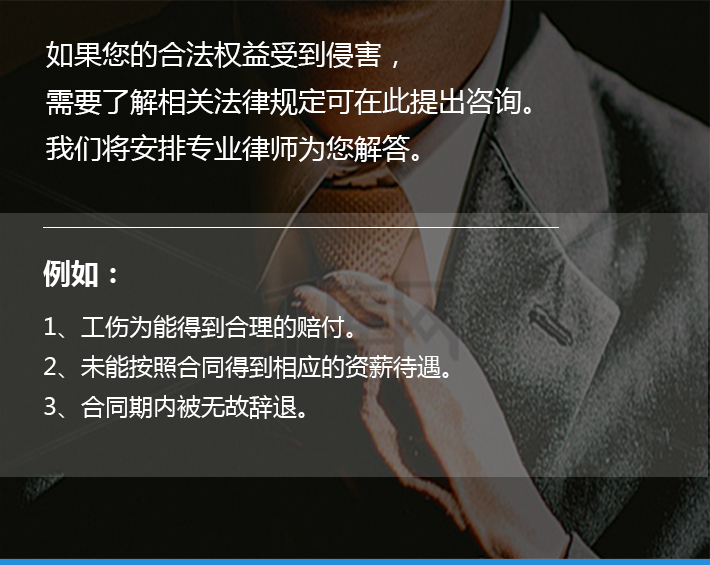 如果您的合法权益受到侵害，
需要了解相关法律规定可在此提出咨询。
我们将安排专业律师为您解答。
例如：
1、工伤为能得到合理的赔付。
2、未能按照合同得到相应的资薪待遇。
3、合同期内被无故辞退。